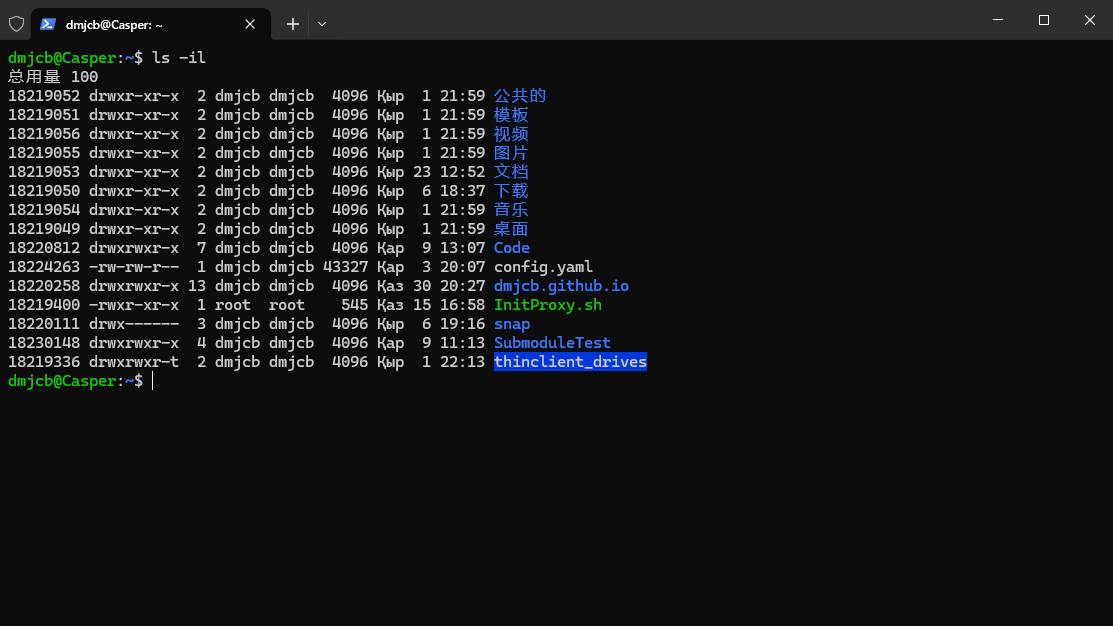 dmjcb@Casper: ~
dmjcb@Casper:~$ ls -il
总用量 100
18219052 drwxr-xr-x  2 dmjcb dmjcb  4096 Қыр  1 21:59 公共的
18219051 drwxr-xr-x  2 dmjcb dmjcb  4096 Қыр  1 21:59 模板
18219056 drwxr-xr-x  2 dmjcb dmjcb  4096 Қыр  1 21:59 视频
18219055 drwxr-xr-x  2 dmjcb dmjcb  4096 Қыр  1 21:59 图片
18219053 drwxr-xr-x  2 dmjcb dmjcb  4096 Қыр 23 12:52 文档
18219050 drwxr-xr-x  2 dmjcb dmjcb  4096 Қыр  6 18:37 下载
18219054 drwxr-xr-x  2 dmjcb dmjcb  4096 Қыр  1 21:59 音乐
18219049 drwxr-xr-x  2 dmjcb dmjcb  4096 Қыр  1 21:59 桌面
18220812 drwxrwxr-x  7 dmjcb dmjcb  4096 Қар  9 13:07 Code
18224263 -rw-rw-r--  1 dmjcb dmjcb 43327 Қар  3 20:07 config.yaml
18220258 drwxrwxr-x 13 dmjcb dmjcb  4096 Қаз 30 20:27 dmjcb.github.io
18219400 -rwxr-xr-x  1 root  root    545 Қаз 15 16:58 InitProxy.sh
18220111 drwx------  3 dmjcb dmjcb  4096 Қыр  6 19:16 snap
18230148 drwxrwxr-x  4 dmjcb dmjcb  4096 Қар  9 11:13 SubmoduleTest
18219336 drwxrwxr-t  2 dmjcb dmjcb  4096 Қыр  1 22:13 thinclient_drives
dmjcb@Casper:~$